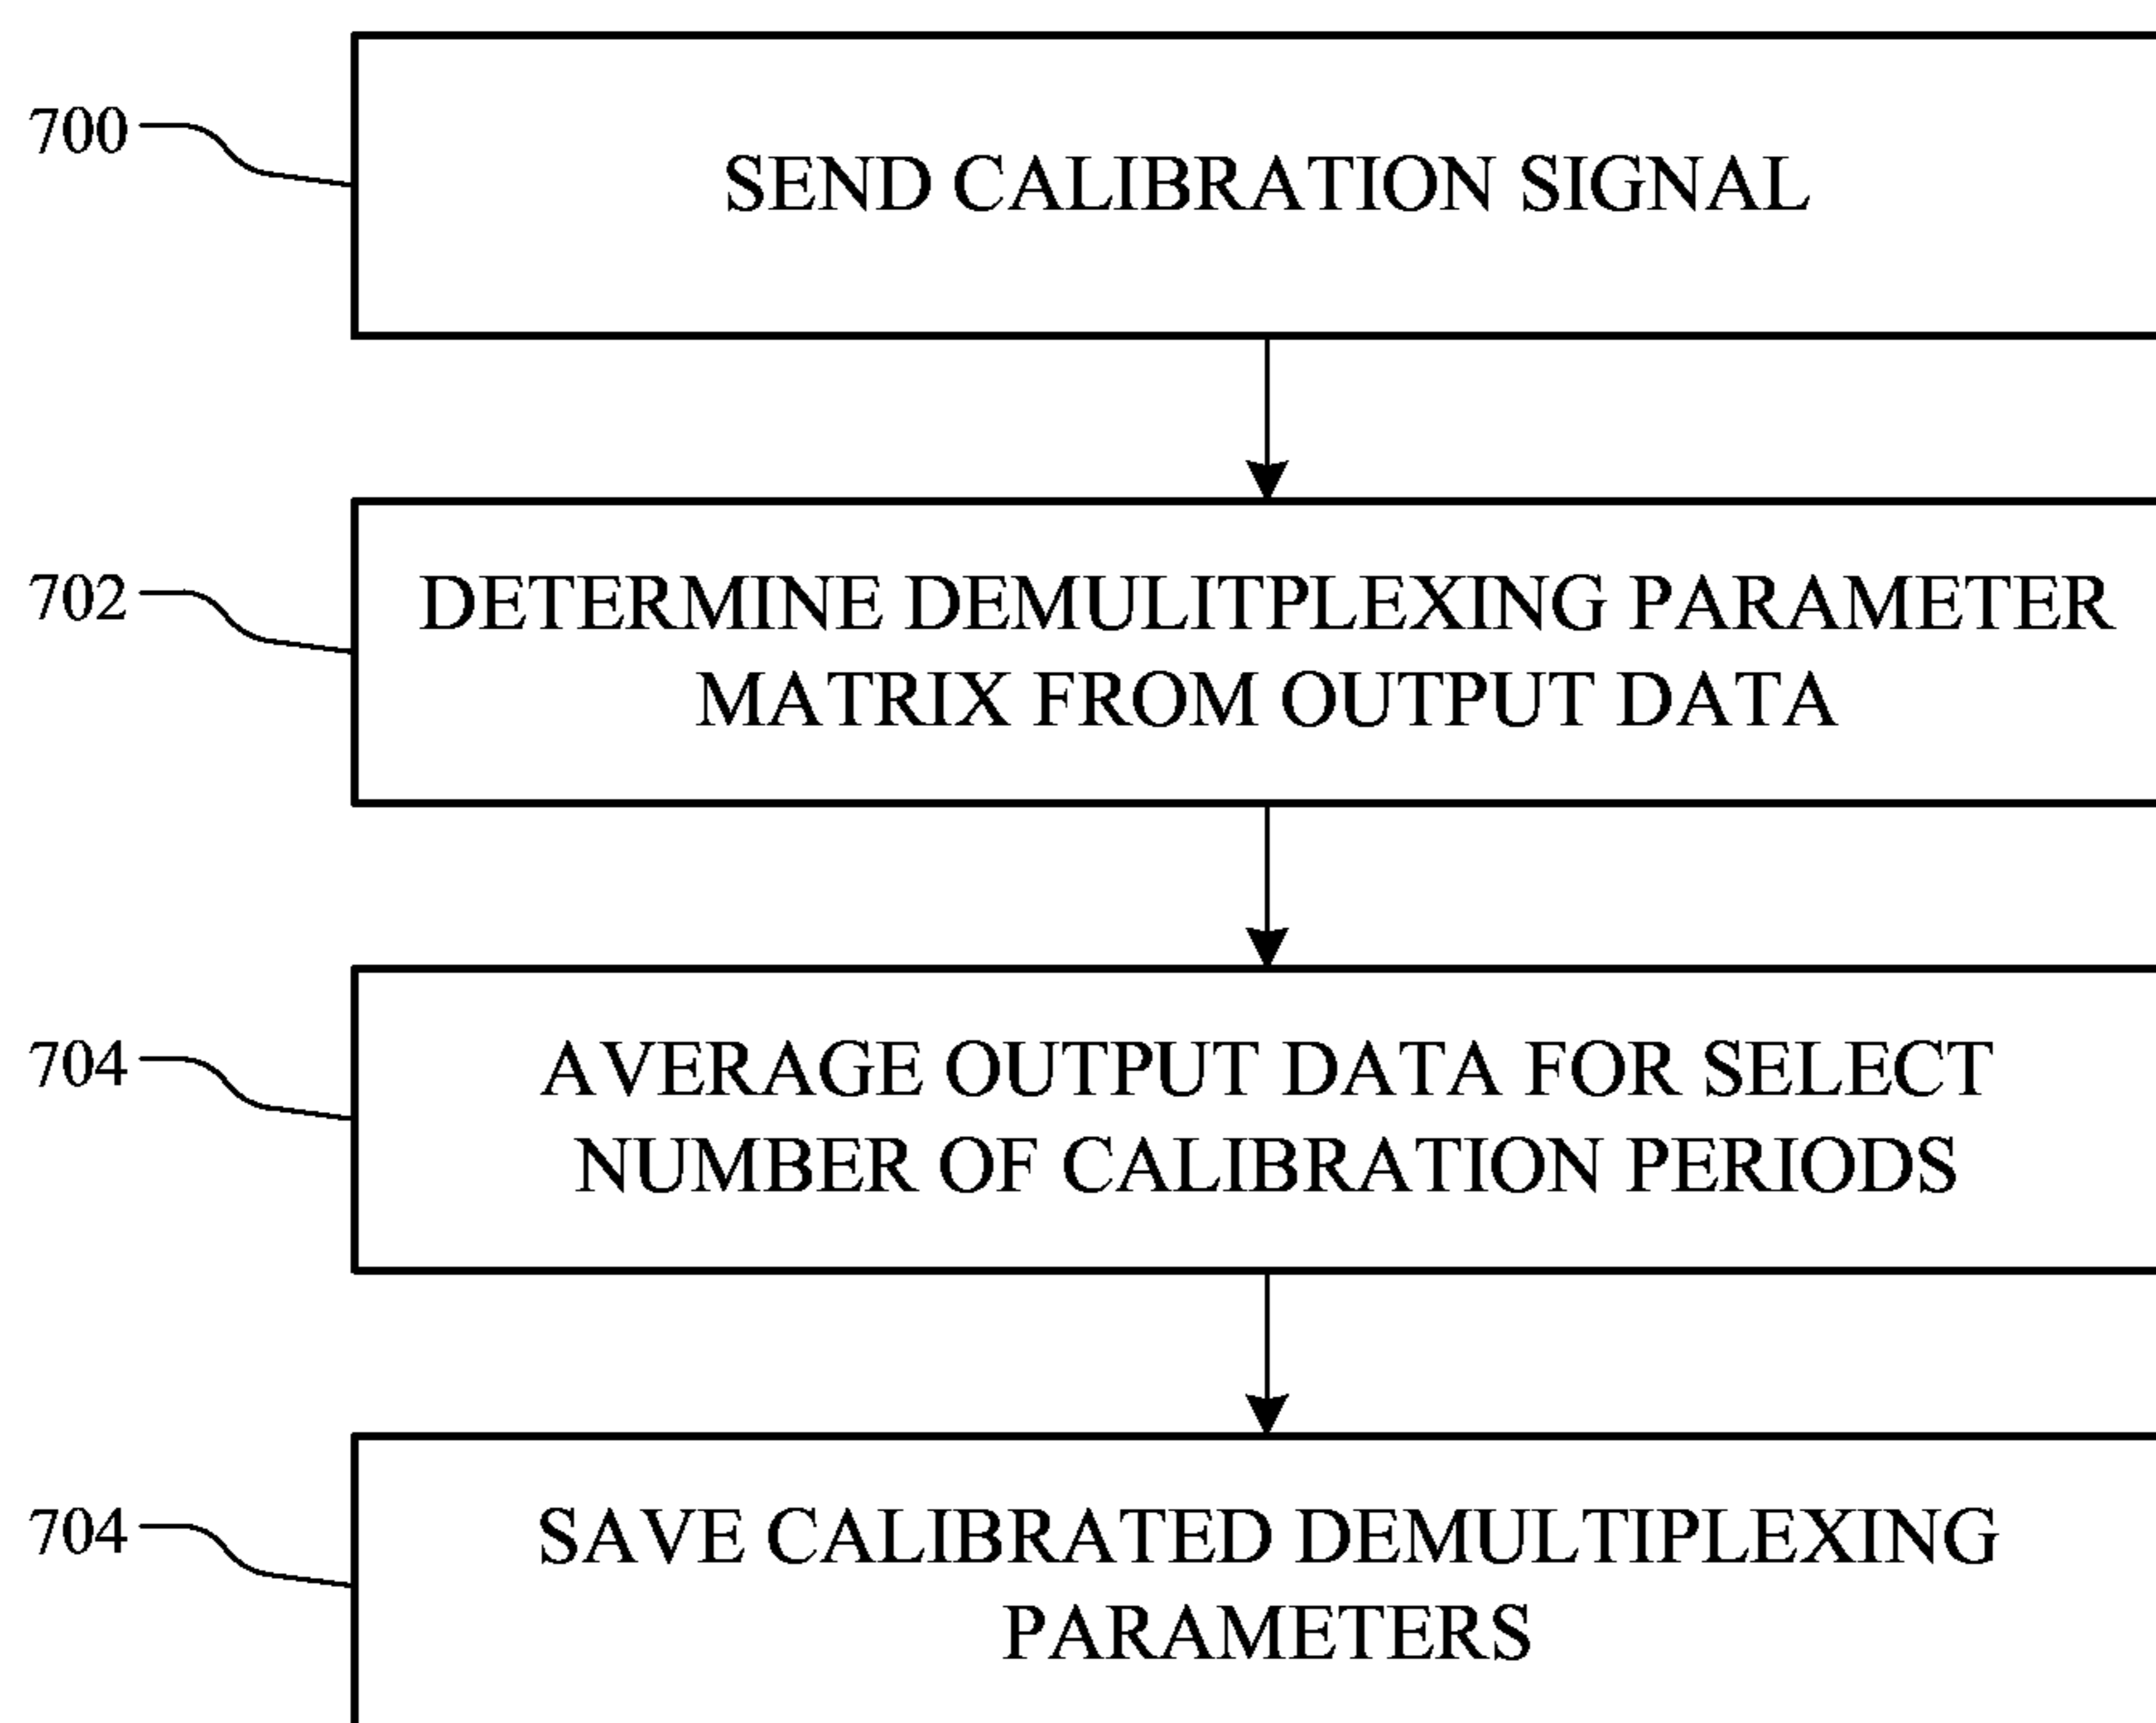 700
SEND CALIBRATION SIGNAL
702
DETERMINE DEMULITPLEXING PARAMETER
MATRIX FROM OUTPUT DATA
704
AVERAGE OUTPUT DATA FOR SELECT
NUMBER OF CALIBRATION PERIODS
704
SAVE CALIBRATED DEMULTIPLEXING
PARAMETERS